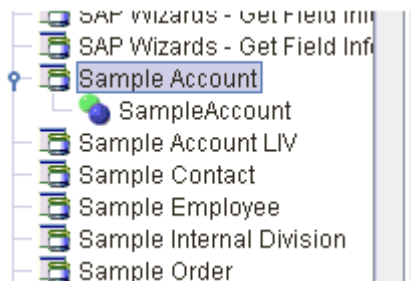 SAP Wizards - Get Field Inf
SAP Wizards - Get Field Inf
Sample Account
SampleAccount
Sample Account LIV
Sample Contact
Sample Employee
Sample Internal Division
Sample Order